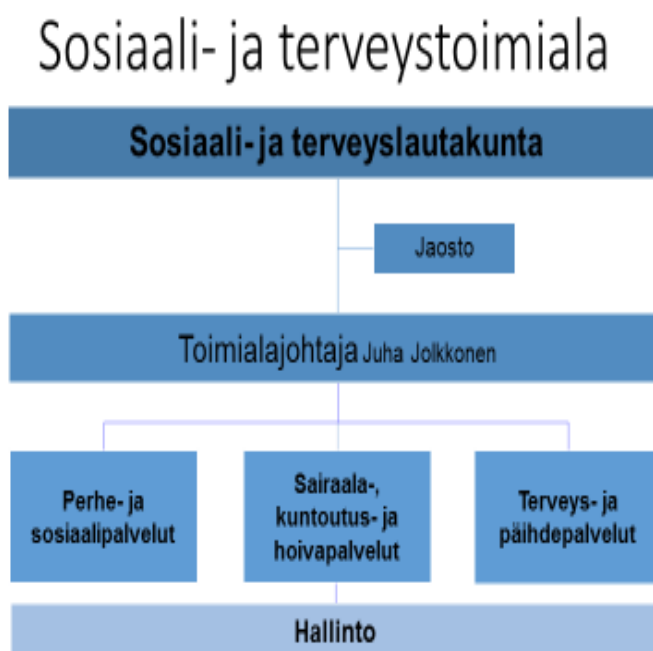 Sosiaali- ja terveystoimiala
Sosiaali- ja terveyslautakunta
Jaosto
Toimialajohtaja Juha Jolkkonen
Perhe- ja
sosiaalipalvelut
Sairaala-,
kuntoutus- ja
hoivapalvelut
Terveys- ja
päihdepalvelut
Hallinto